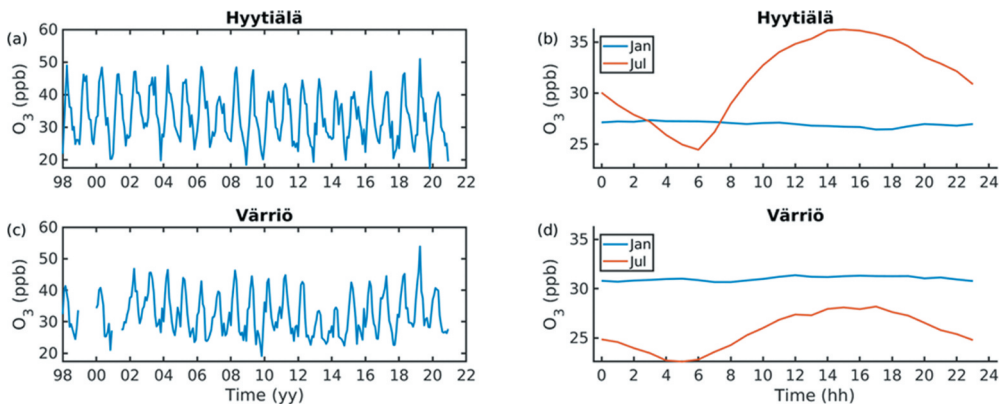 Hyytiälä
(a)
O3 (ppb)
60
50
40
30
20
98 00 02 04 06 08 10 12 14 16 18 20 22
Hyytiälä
(b)
O3 (ppb)
35
30
25
Jan
Jul
0 2 4 6 8 10 12 14 16 18 20 22 24
Värriö
(c)
O3 (ppb)
60
50
40
30
20
98 00 02 04 06 08 10 12 14 16 18 20 22
Time (yy)
Värriö
(d)
O3 (ppb)
35
30
25
Jan
Jul
0 2 4 6 8 10 12 14 16 18 20 22 24
Time (hh)